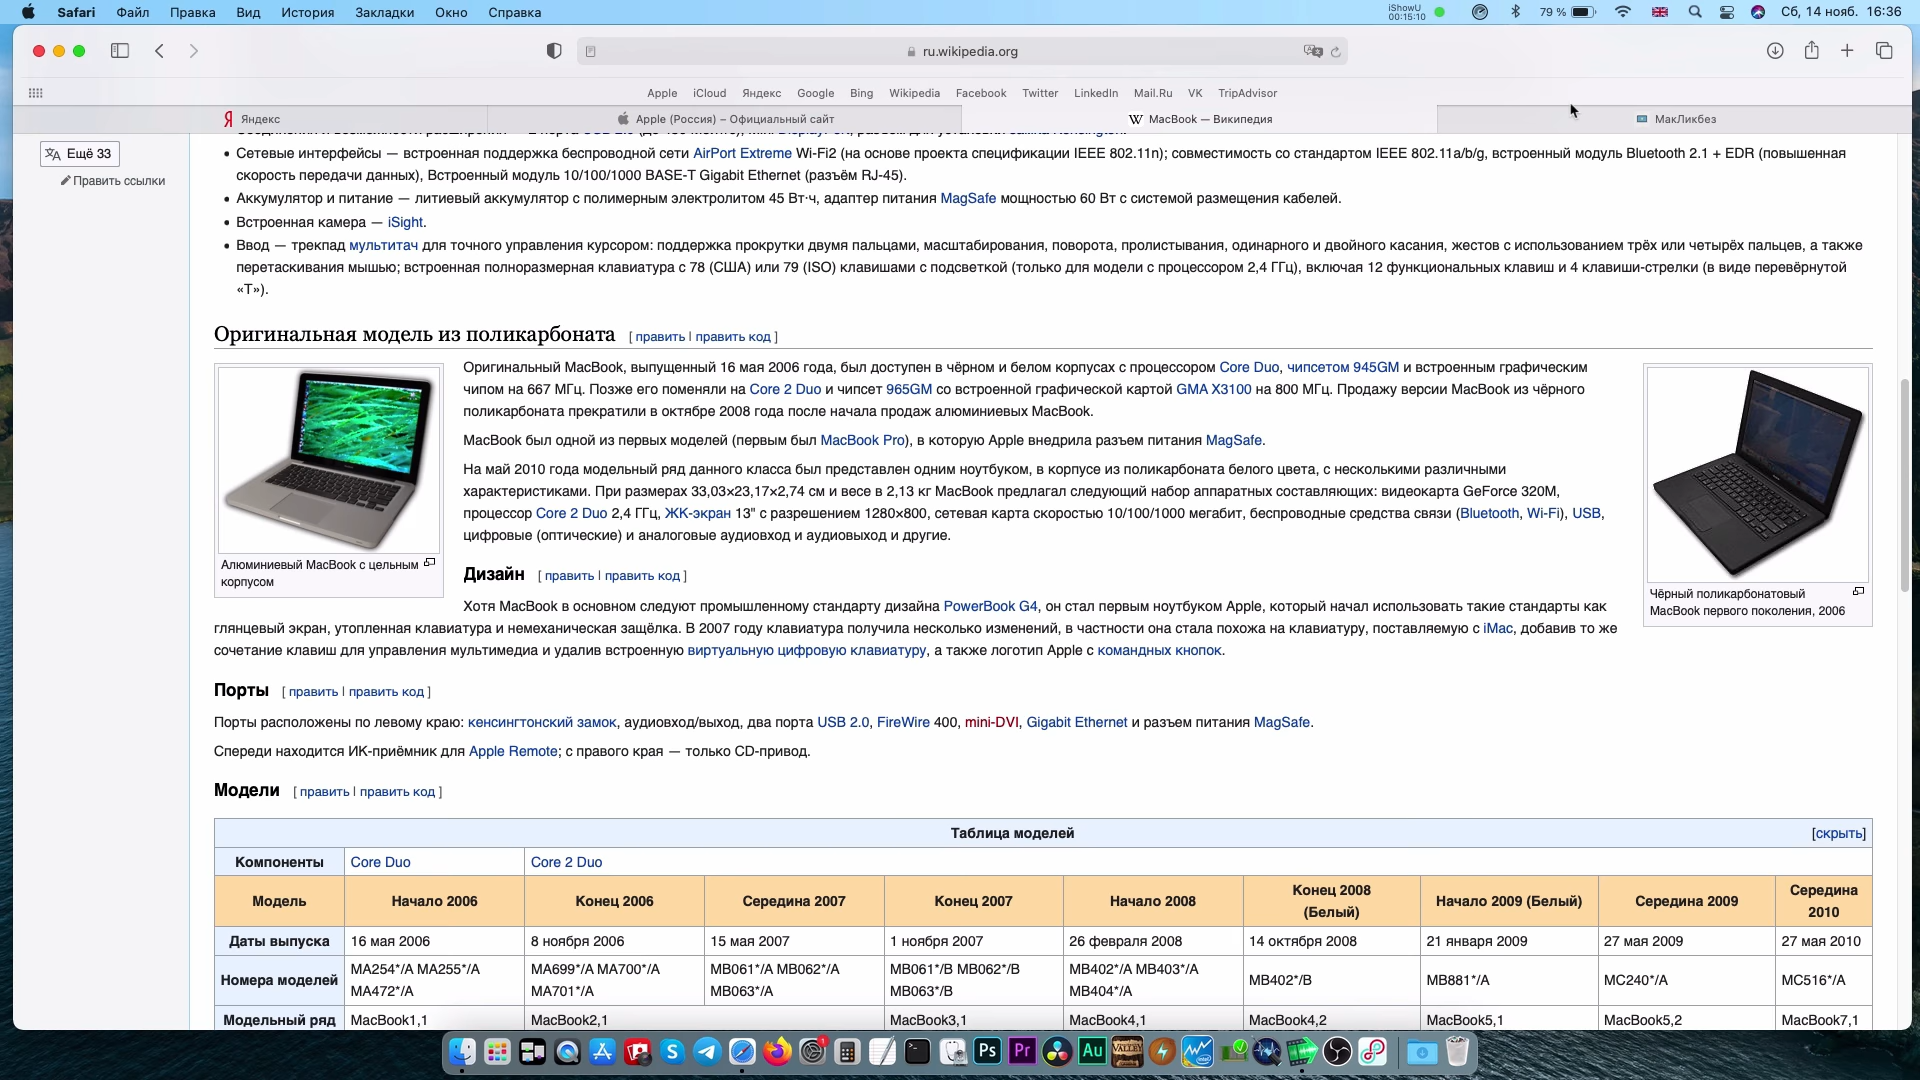 Safari Файл Правка Вид История Закладки Окно Справка
iShowU 00:15:10 79 % Сб, 14 нояб. 16:36
ru.wikipedia.org
Apple iCloud Яндекс Google Bing Wikipedia Facebook Twitter LinkedIn Mail.Ru VK TripAdvisor
Яндекс Apple (Россия) – Официальный сайт W MacBook — Википедия МакЛикбез
Ещё 33
Править ссылки
Сетевые интерфейсы — встроенная поддержка беспроводной сети AirPort Extreme Wi-Fi2 (на основе проекта спецификации IEEE 802.11n); совместимость со стандартом IEEE 802.11a/b/g, встроенный модуль Bluetooth 2.1 + EDR (повышенная
скорость передачи данных), Встроенный модуль 10/100/1000 BASE-T Gigabit Ethernet (разъём RJ-45).
Аккумулятор и питание — литиевый аккумулятор с полимерным электролитом 45 Вт·ч, адаптер питания MagSafe мощностью 60 Вт с системой размещения кабелей.
Встроенная камера — iSight.
Ввод — трекпад мультитач для точного управления курсором: поддержка прокрутки двумя пальцами, масштабирования, поворота, пролистывания, одинарного и двойного касания, жестов с использованием трёх или четырёх пальцев, а также
перетаскивания мышью; встроенная полноразмерная клавиатура с 78 (США) или 79 (ISO) клавишами с подсветкой (только для модели с процессором 2,4 ГГц), включая 12 функциональных клавиш и 4 клавиши-стрелки (в виде перевёрнутой
«Т»).
Оригинальная модель из поликарбоната [ править | править код ]
Оригинальный MacBook, выпущенный 16 мая 2006 года, был доступен в чёрном и белом корпусах с процессором Core Duo, чипсетом 945GM и встроенным графическим
чипом на 667 МГц. Позже его поменяли на Core 2 Duo и чипсет 965GM со встроенной графической картой GMA X3100 на 800 МГц. Продажу версии MacBook из чёрного
поликарбоната прекратили в октябре 2008 года после начала продаж алюминиевых MacBook.
MacBook был одной из первых моделей (первым был MacBook Pro), в которую Apple внедрила разъем питания MagSafe.
На май 2010 года модельный ряд данного класса был представлен одним ноутбуком, в корпусе из поликарбоната белого цвета, с несколькими различными
характеристиками. При размерах 33,03×23,17×2,74 см и весе в 2,13 кг MacBook предлагал следующий набор аппаратных составляющих: видеокарта GeForce 320M,
процессор Core 2 Duo 2,4 ГГц, ЖК-экран 13" с разрешением 1280×800, сетевая карта скоростью 10/100/1000 мегабит, беспроводные средства связи (Bluetooth, Wi-Fi), USB,
цифровые (оптические) и аналоговые аудиовход и аудиовыход и другие.
Алюминиевый MacBook с цельным
корпусом
Чёрный поликарбонатовый
MacBook первого поколения, 2006
Дизайн [ править | править код ]
Хотя MacBook в основном следуют промышленному стандарту дизайна PowerBook G4, он стал первым ноутбуком Apple, который начал использовать такие стандарты как
глянцевый экран, утопленная клавиатура и немеханическая защёлка. В 2007 году клавиатура получила несколько изменений, в частности она стала похожа на клавиатуру, поставляемую с iMac, добавив то же
сочетание клавиш для управления мультимедиа и удалив встроенную виртуальную цифровую клавиатуру, а также логотип Apple с командных кнопок.
Порты [ править | править код ]
Порты расположены по левому краю: кенсингтонский замок, аудиовход/выход, два порта USB 2.0, FireWire 400, mini-DVI, Gigabit Ethernet и разъем питания MagSafe.
Спереди находится ИК-приёмник для Apple Remote; с правого края — только CD-привод.
Модели [ править | править код ]
Таблица моделей [скрыть]
Компоненты Core Duo Core 2 Duo
Модель Начало 2006 Конец 2006 Середина 2007 Конец 2007 Начало 2008 Конец 2008 (Белый) Начало 2009 (Белый) Середина 2009 Середина 2010
Даты выпуска 16 мая 2006 8 ноября 2006 15 мая 2007 1 ноября 2007 26 февраля 2008 14 октября 2008 21 января 2009 27 мая 2009 27 мая 2010
Номера моделей MA254*/A MA255*/A MA472*/A MA699*/A MA700*/A MA701*/A MB061*/A MB062*/A MB063*/A MB061*/B MB062*/B MB063*/B MB402*/A MB403*/A MB404*/A MB402*/B MB881*/A MC240*/A MC516*/A
Модельный ряд MacBook1,1 MacBook2,1 MacBook3,1 MacBook4,1 MacBook4,2 MacBook5,1 MacBook5,2 MacBook7,1
Ps Pr Au VALLEY